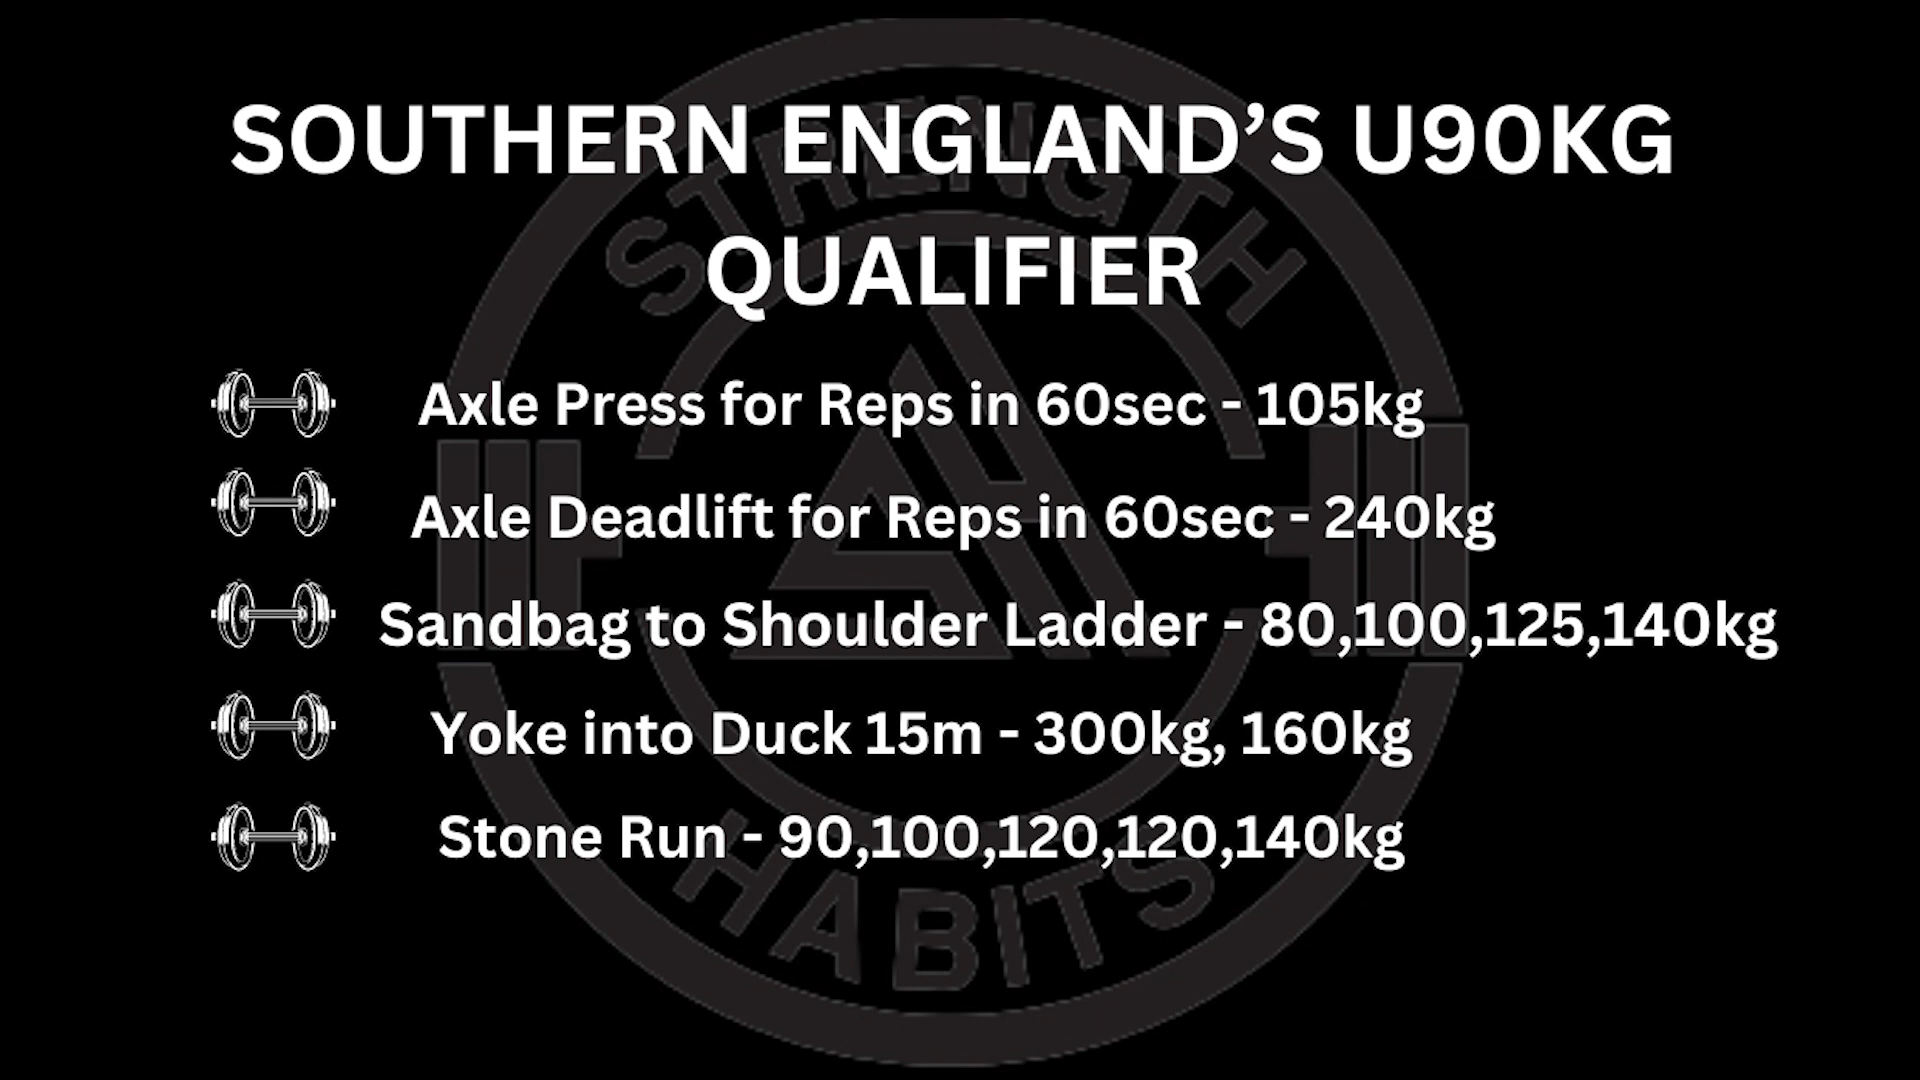 SOUTHERN ENGLAND’S U90KG
QUALIFIER
Axle Press for Reps in 60sec - 105kg
Axle Deadlift for Reps in 60sec - 240kg
Sandbag to Shoulder Ladder - 80,100,125,140kg
Yoke into Duck 15m - 300kg, 160kg
Stone Run - 90,100,120,120,140kg
STRENGTH
HABITS